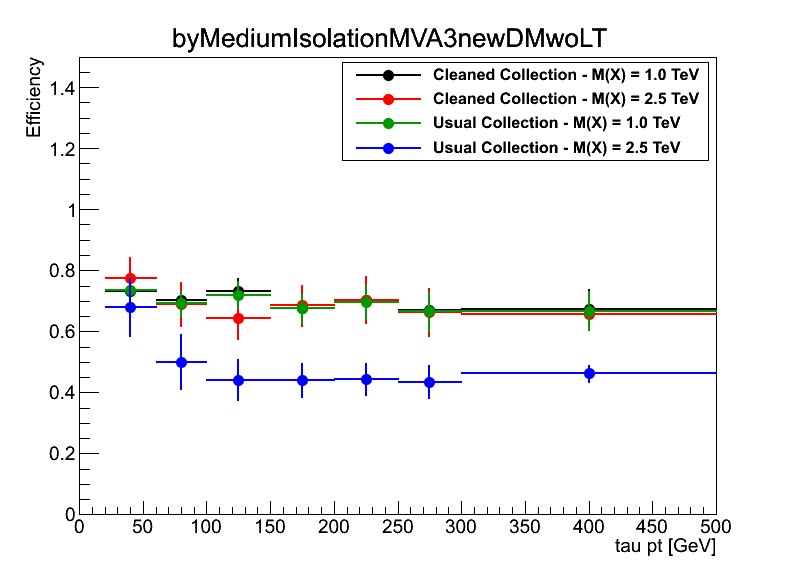 byMediumIsolationMVA3newDMwoLT
Efficiency
Cleaned Collection - M(X) = 1.0 TeV
Cleaned Collection - M(X) = 2.5 TeV
Usual Collection - M(X) = 1.0 TeV
Usual Collection - M(X) = 2.5 TeV
1.4
1.2
1
0.8
0.6
0.4
0.2
0
0 50 100 150 200 250 300 350 400 450 500
tau pt [GeV]